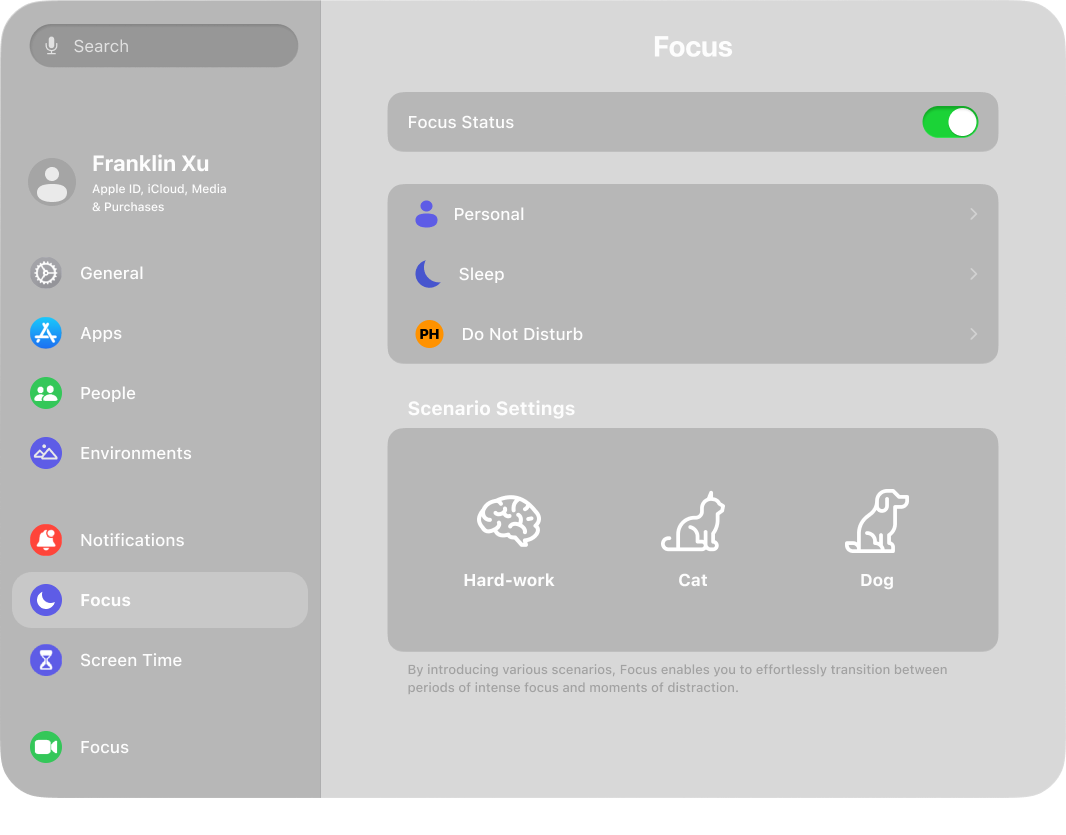 Search
Franklin Xu
Apple ID, iCloud, Media
& Purchases
General
Apps
People
Environments
Notifications
Focus
Screen Time
Focus
Focus
Focus Status
Personal
Sleep
PH Do Not Disturb
Scenario Settings
Hard-work
Cat
Dog
By introducing various scenarios, Focus enables you to effortlessly transition between
periods of intense focus and moments of distraction.